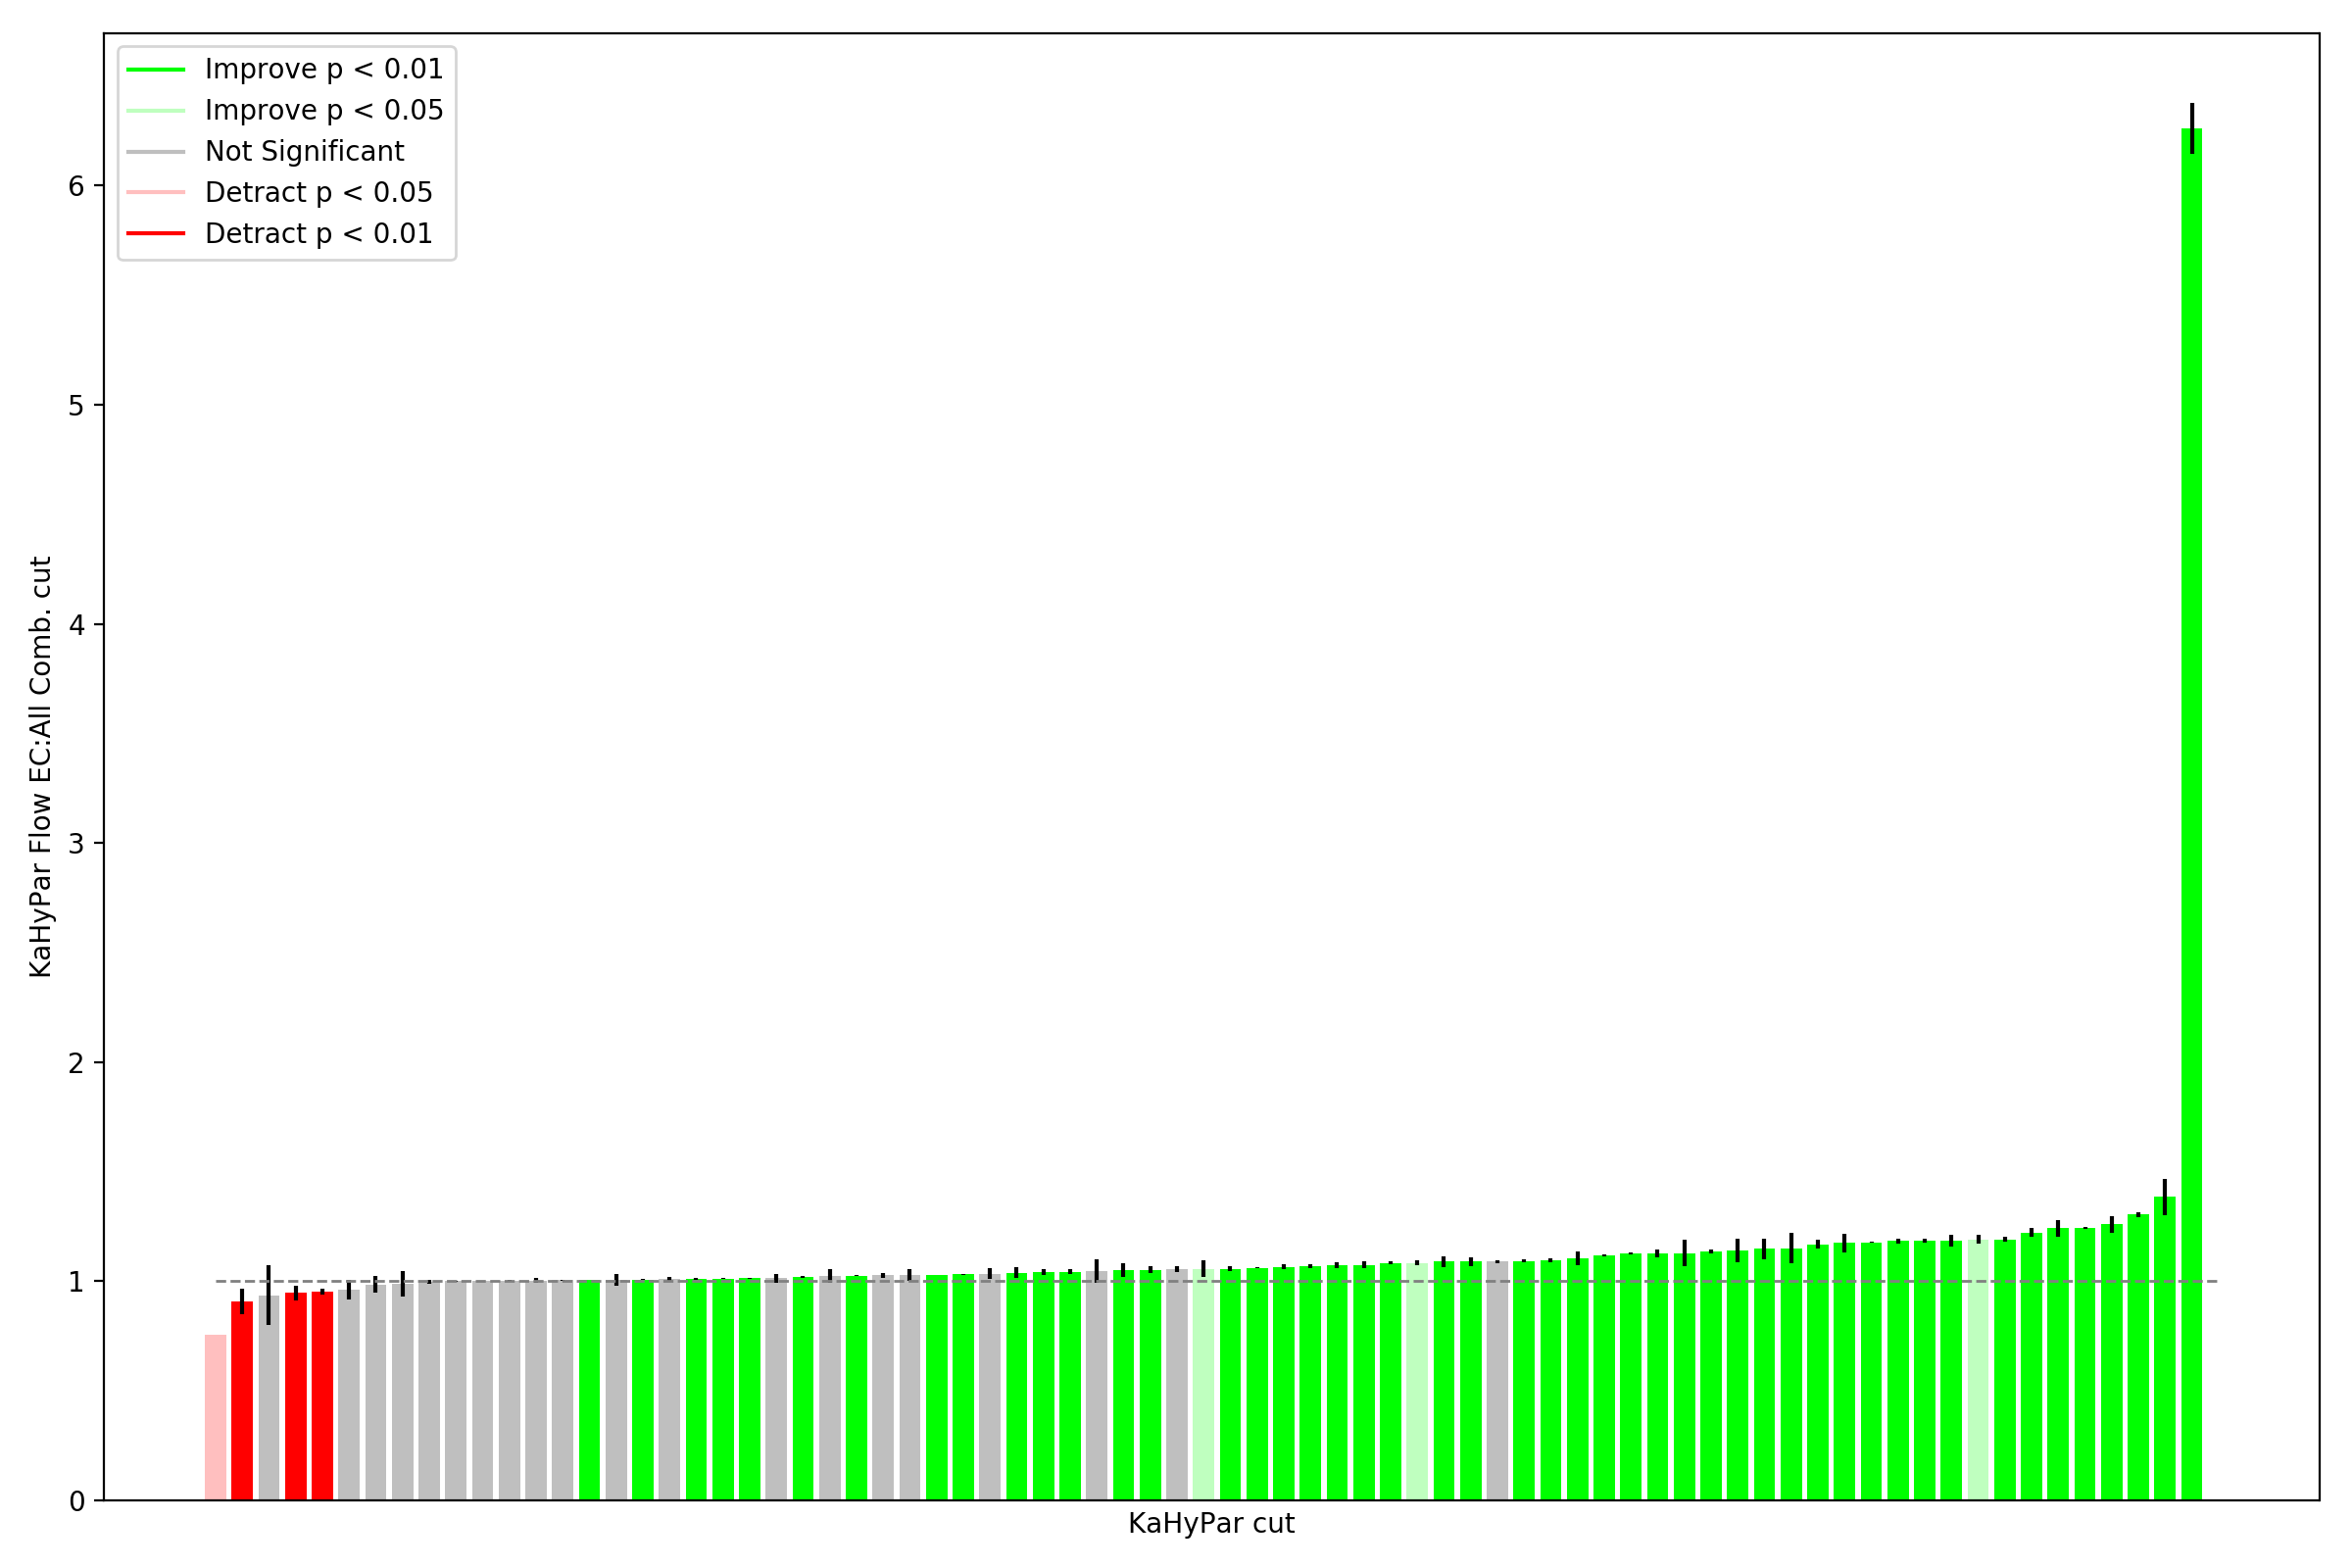 Improve p < 0.01
Improve p < 0.05
Not Significant
Detract p < 0.05
Detract p < 0.01
6
5
4
3
2
1
0
KaHyPar Flow EC:All Comb. cut
KaHyPar cut